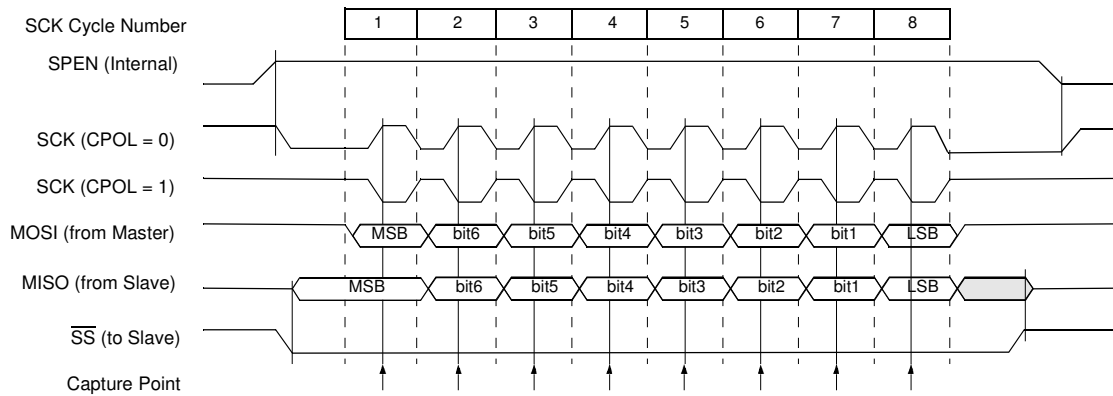 SCK Cycle Number 1 2 3 4 5 6 7 8
SPEN (Internal)
SCK (CPOL = 0)
SCK (CPOL = 1)
MOSI (from Master) MSB bit6 bit5 bit4 bit3 bit2 bit1 LSB
MISO (from Slave) MSB bit6 bit5 bit4 bit3 bit2 bit1 LSB
SS (to Slave)
Capture Point